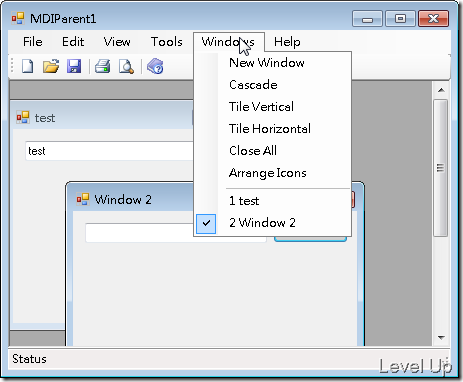 MDIParent1
File Edit View Tools Windows Help
New Window
Cascade
Tile Vertical
Tile Horizontal
Close All
Arrange Icons
1 test
2 Window 2
test
test
Window 2
Status
Level Up